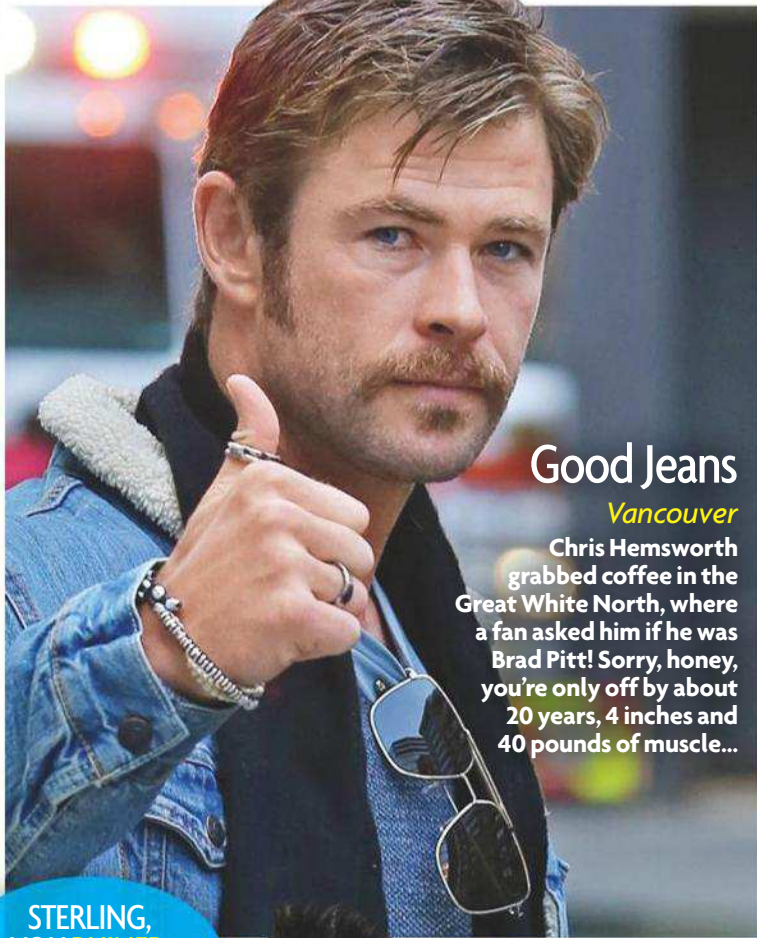 Good Jeans
Vancouver
Chris Hemsworth
grabbed coffee in the
Great White North, where
a fan asked him if he was
Brad Pitt! Sorry, honey,
you're only off by about
20 years, 4 inches and
40 pounds of muscle...
STERLING,